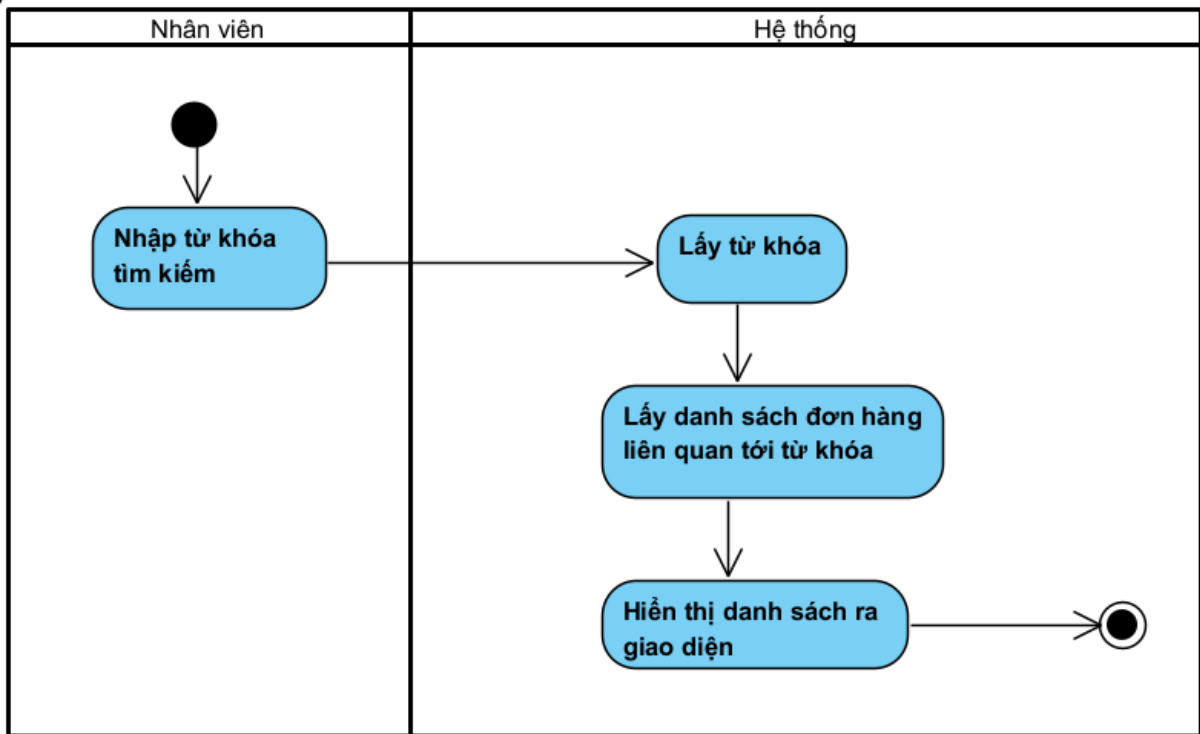 Nhân viên
Hệ thống
Nhập từ khóa
tìm kiếm
Lấy từ khóa
Lấy danh sách đơn hàng
liên quan tới từ khóa
Hiển thị danh sách ra
giao diện